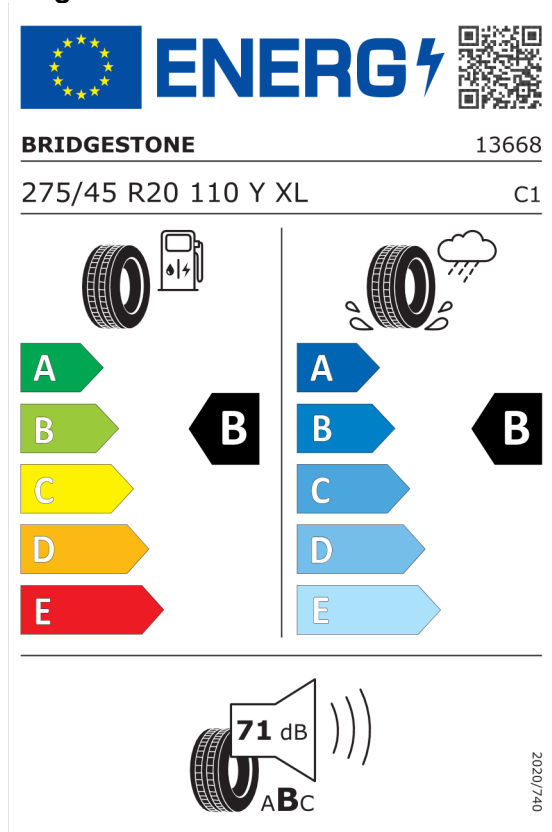 ENERG
BRIDGESTONE 13668
275/45 R20 110 Y XL C1
A A
B B B B
C C
D D
E E
71 dB
ABC
2020/740